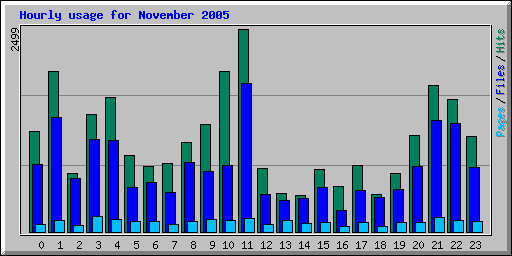 Hourly usage for November 2005
2499
Pages/Files/Hits
0 1 2 3 4 5 6 7 8 9 10 11 12 13 14 15 16 17 18 19 20 21 22 23